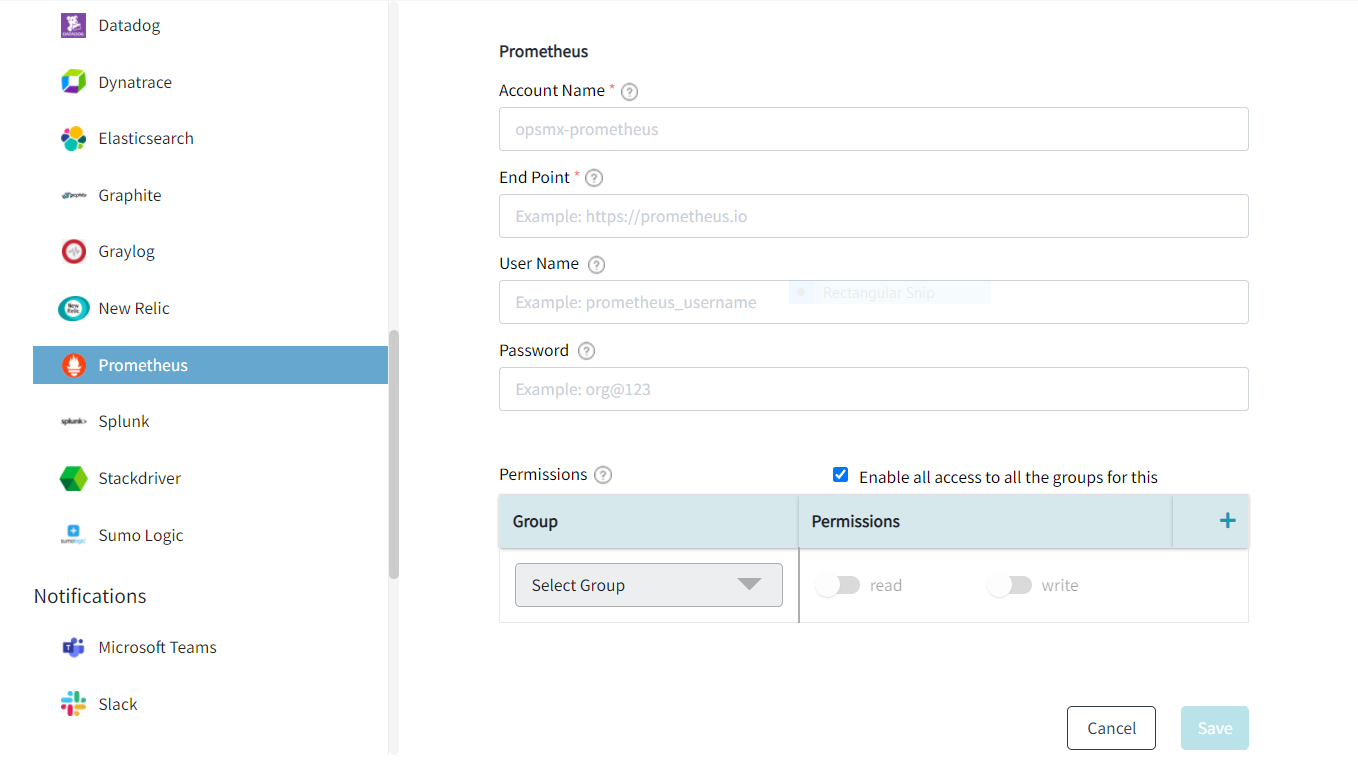 Datadog
Dynatrace
Elasticsearch
Graphite
Graylog
New Relic
Prometheus
Splunk
Stackdriver
Sumo Logic
Notifications
Microsoft Teams
Slack
Prometheus
Account Name * ?
opsmx-prometheus
End Point * ?
Example: https://prometheus.io
User Name ?
Example: prometheus_username
Rectangular Snip
Password ?
Example: org@123
Permissions ?
Enable all access to all the groups for this
Group Permissions +
Select Group read write
Cancel Save